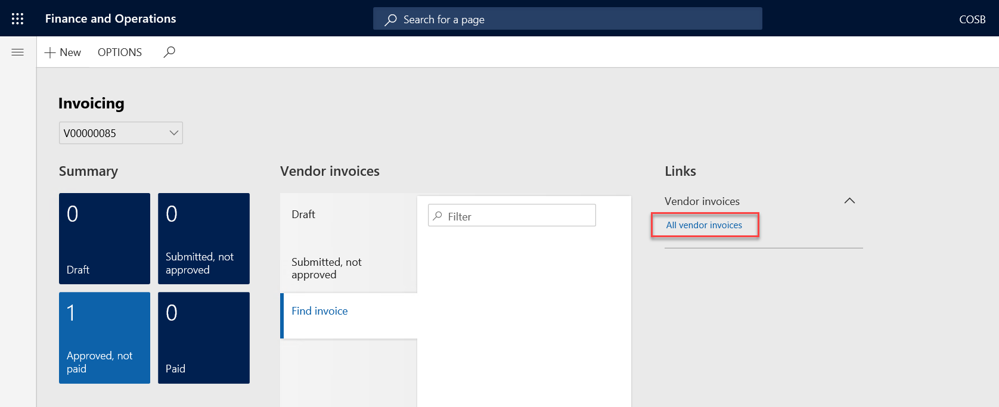 Finance and Operations
Search for a page
COSB
New
OPTIONS
Invoicing
V00000085
Summary
0
Draft
0
Submitted, not
approved
1
Approved, not
paid
0
Paid
Vendor invoices
Draft
Submitted, not
approved
Find invoice
Filter
Links
Vendor invoices
All vendor invoices